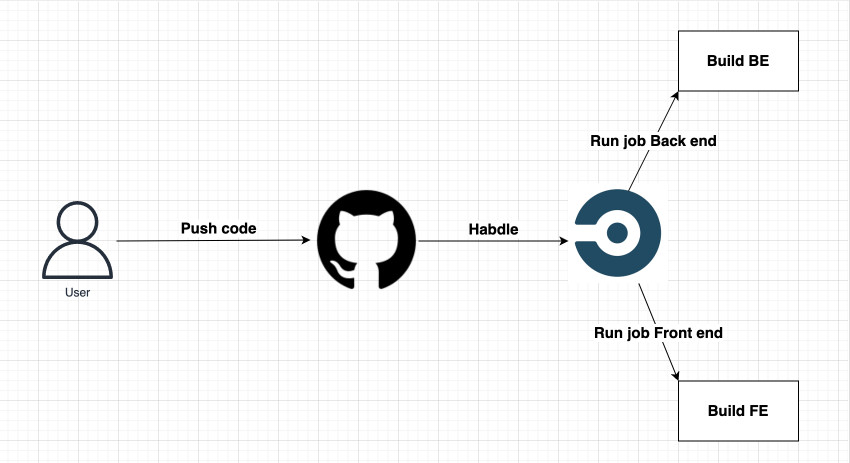 Build BE
Run job Back end
Push code
Habdle
User
Run job Front end
Build FE